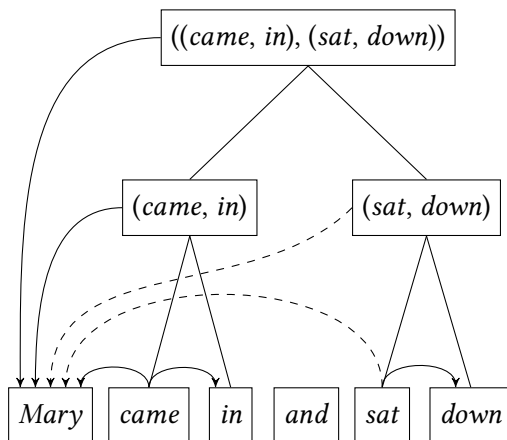 ((came, in), (sat, down))
(came, in) (sat, down)
Mary came in and sat down